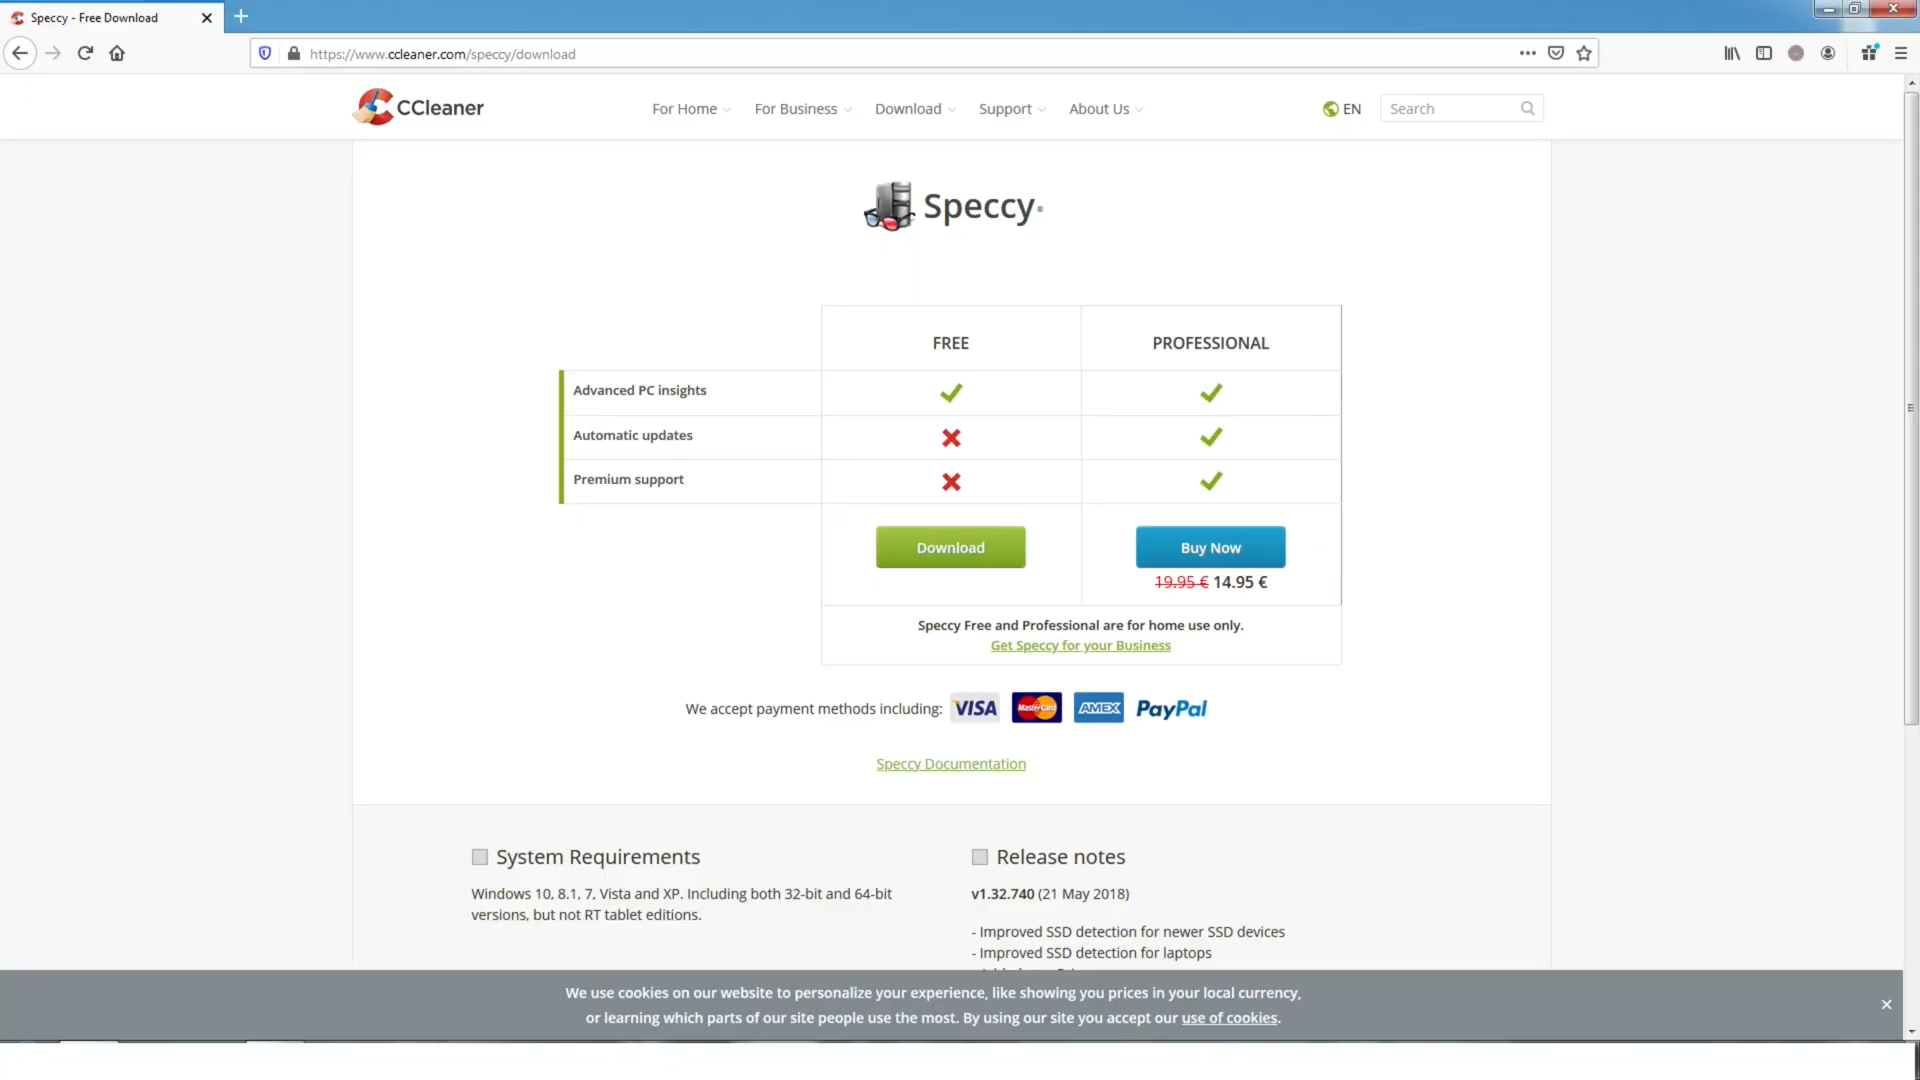 Speccy - Free Download
https://www.ccleaner.com/speccy/download
CCleaner
For Home
For Business
Download
Support
About Us
EN
Search
Speccy
FREE
PROFESSIONAL
Advanced PC insights
Automatic updates
Premium support
Download
Buy Now
19.95 € 14.95 €
Speccy Free and Professional are for home use only.
Get Speccy for your Business
We accept payment methods including: VISA MasterCard AMEX PayPal
Speccy Documentation
System Requirements
Windows 10, 8.1, 7, Vista and XP. Including both 32-bit and 64-bit
versions, but not RT tablet editions.
Release notes
v1.32.740 (21 May 2018)
- Improved SSD detection for newer SSD devices
- Improved SSD detection for laptops
We use cookies on our website to personalize your experience, like showing you prices in your local currency,
or learning which parts of our site people use the most. By using our site you accept our use of cookies.